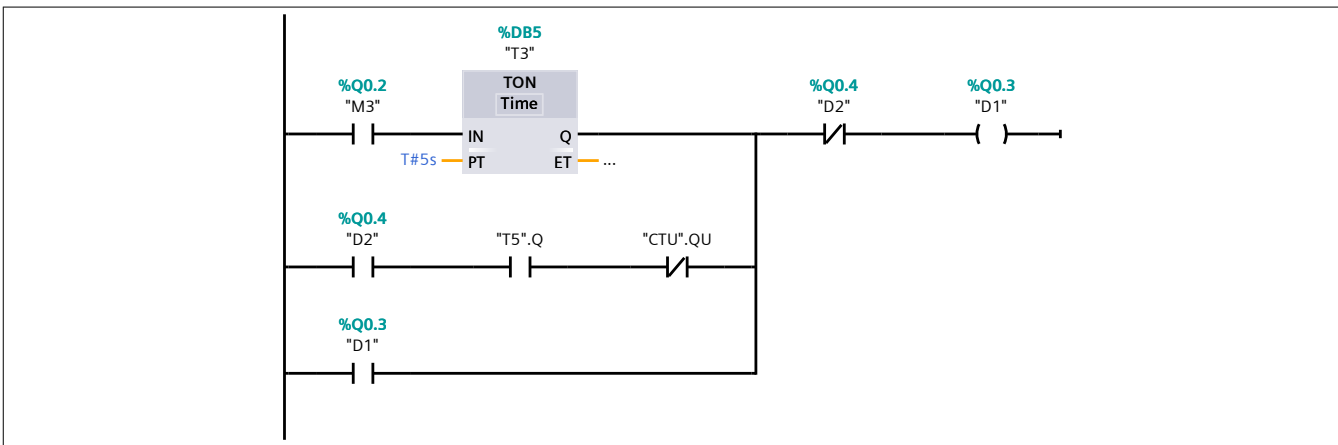 %DB5
"T3"
%Q0.2
"M3"
TON
Time
%Q0.4
"D2"
%Q0.3
"D1"
IN
Q
T#5s
PT
ET
...
%Q0.4
"D2"
"T5".Q
"CTU".QU
%Q0.3
"D1"